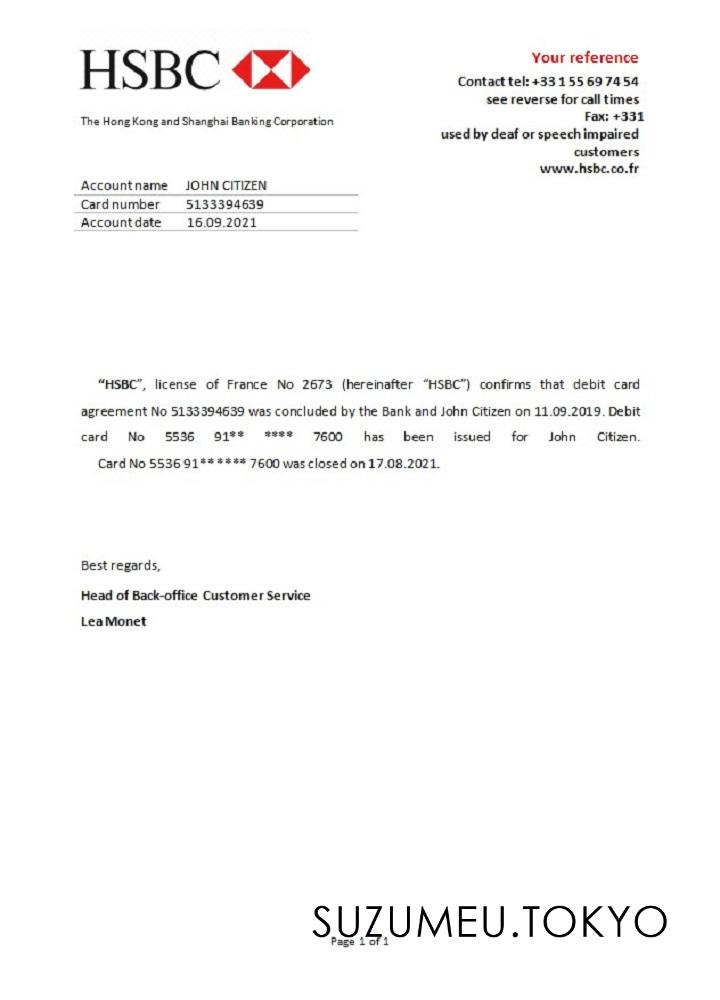 HSBC
The Hong Kong and Shanghai Banking Corporation
Your reference
Contact tel: +33 1 55 69 74 54
see reverse for call times
Fax: +331
used by deaf or speech impaired
customers
www.hsbc.co.fr
Account name JOHN CITIZEN
Card number 5133394639
Account date 16.09.2021
“HSBC”, license of France No 2673 (hereinafter “HSBC”) confirms that debit card
agreement No 5133394639 was concluded by the Bank and John Citizen on 11.09.2019. Debit
card No 5536 91** **** 7600 has been issued for John Citizen.
Card No 5536 91** **** 7600 was closed on 17.08.2021.
Best regards,
Head of Back-office Customer Service
Lea Monet
SUZUMEU.TOKYO
Page 1 of 1